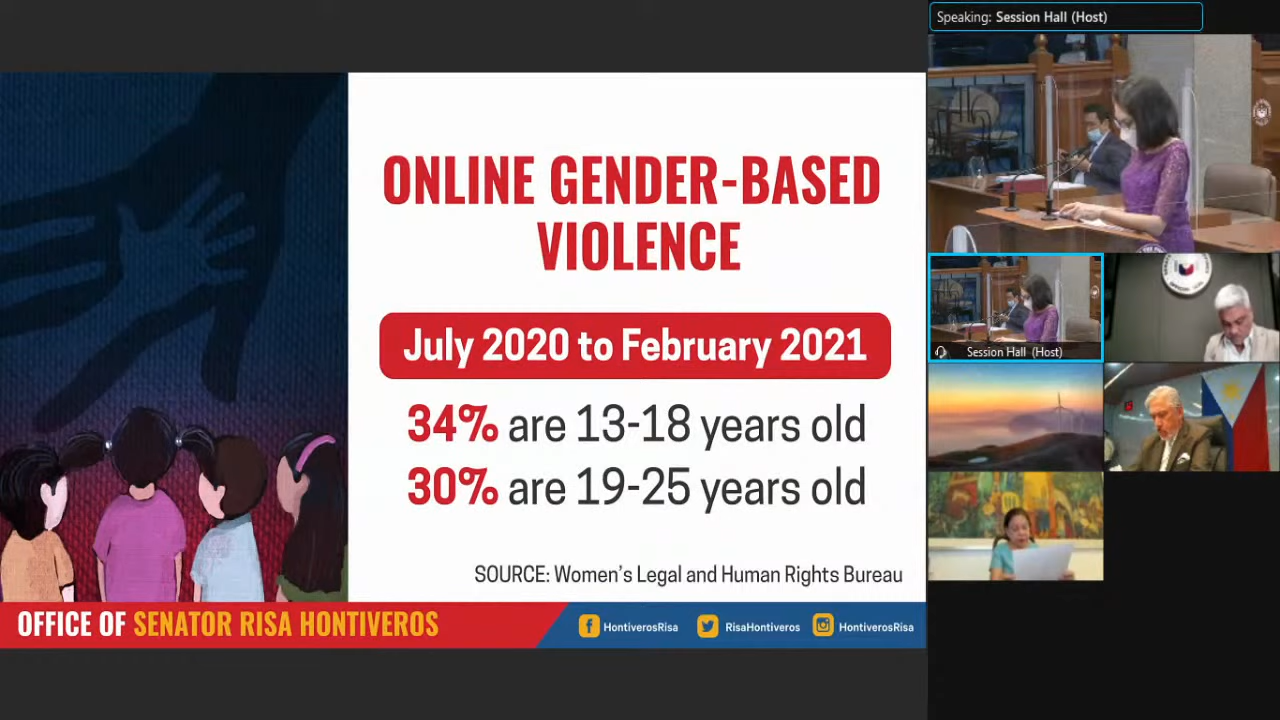 Speaking: Session Hall (Host)
ONLINE GENDER-BASED
VIOLENCE
July 2020 to February 2021
34% are 13-18 years old
30% are 19-25 years old
SOURCE: Women's Legal and Human Rights Bureau
OFFICE OF SENATOR RISA HONTIVEROS
HontiverosRisa
RisaHontiveros
HontiverosRisa
Session Hall (Host)